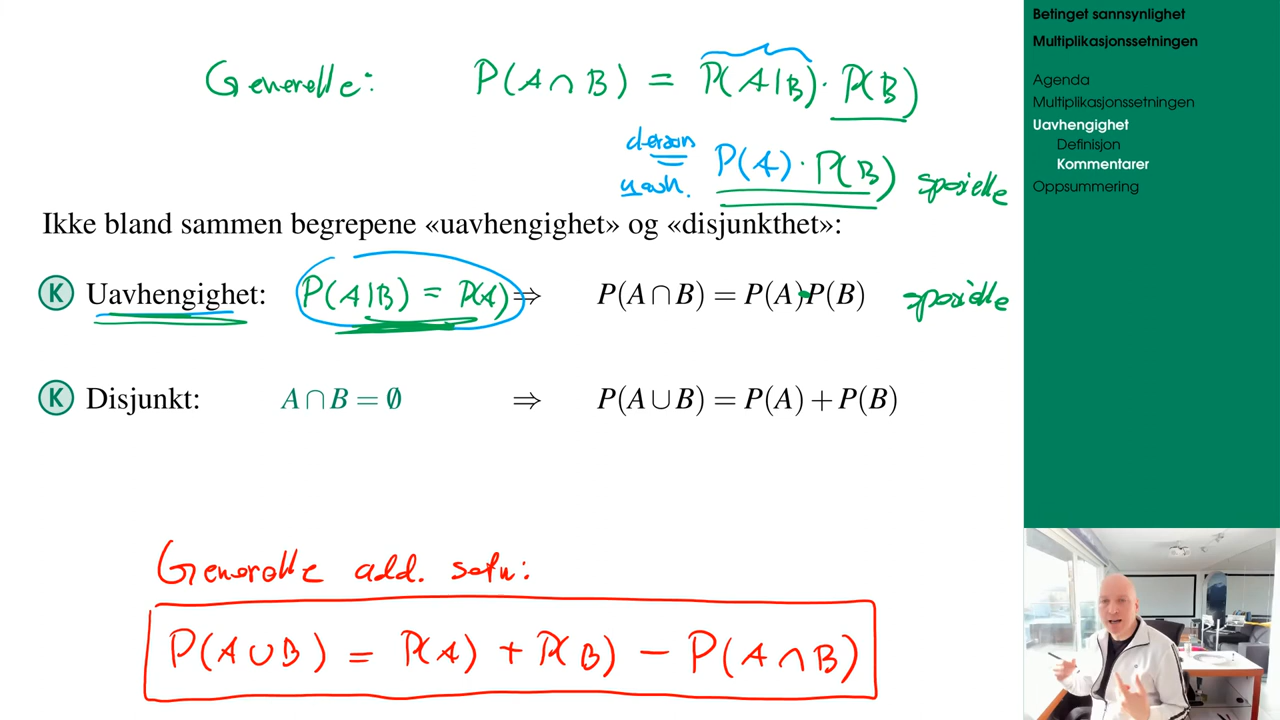 Generelle: P(A∩B) = P(A|B)·P(B)
dersom
uavh. P(A)·P(B) spesielle
Ikke bland sammen begrepene «uavhengighet» og «disjunkthet»:
K Uavhengighet: P(A|B) = P(A) ⇒ P(A∩B) = P(A)·P(B) spesielle
K Disjunkt: A∩B = ∅ ⇒ P(A∪B) = P(A) + P(B)
Generelle add. setn:
P(A∪B) = P(A) + P(B) − P(A∩B)
Betinget sannsynlighet
Multiplikasjonssetningen
Agenda
Multiplikasjonssetningen
Uavhengighet
Definisjon
Kommentarer
Oppsummering